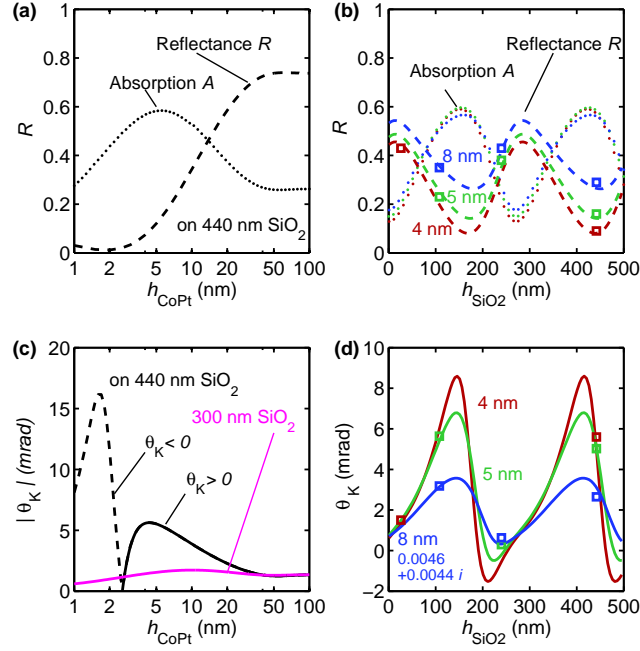 (a)
R
1
0.8
0.6
0.4
0.2
0
Reflectance R
Absorption A
on 440 nm SiO2
1 2 5 10 20 50 100
hCoPt (nm)
(b)
R
1
0.8
0.6
0.4
0.2
0
Absorption A
Reflectance R
8 nm
5 nm
4 nm
0 100 200 300 400 500
hSiO2 (nm)
(c)
| θK | (mrad)
20
15
10
5
0
on 440 nm SiO2
300 nm SiO2
θK<0
θK>0
1 2 5 10 20 50 100
hCoPt (nm)
(d)
θK (mrad)
10
8
6
4
2
0
−2
4 nm
5 nm
8 nm
0.0046
+0.0044 i
0 100 200 300 400 500
hSiO2 (nm)